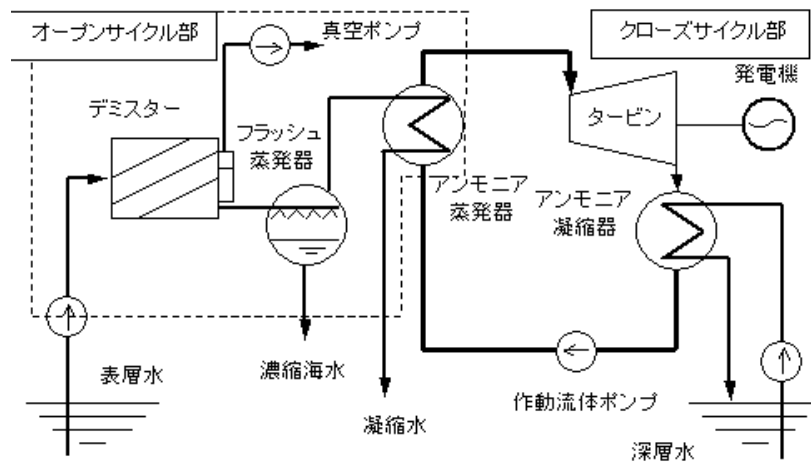 オープンサイクル部
真空ポンプ
クローズサイクル部
発電機
デミスター
フラッシュ
蒸発器
タービン
アンモニア
蒸発器
アンモニア
凝縮器
表層水
濃縮海水
凝縮水
作動流体ポンプ
深層水